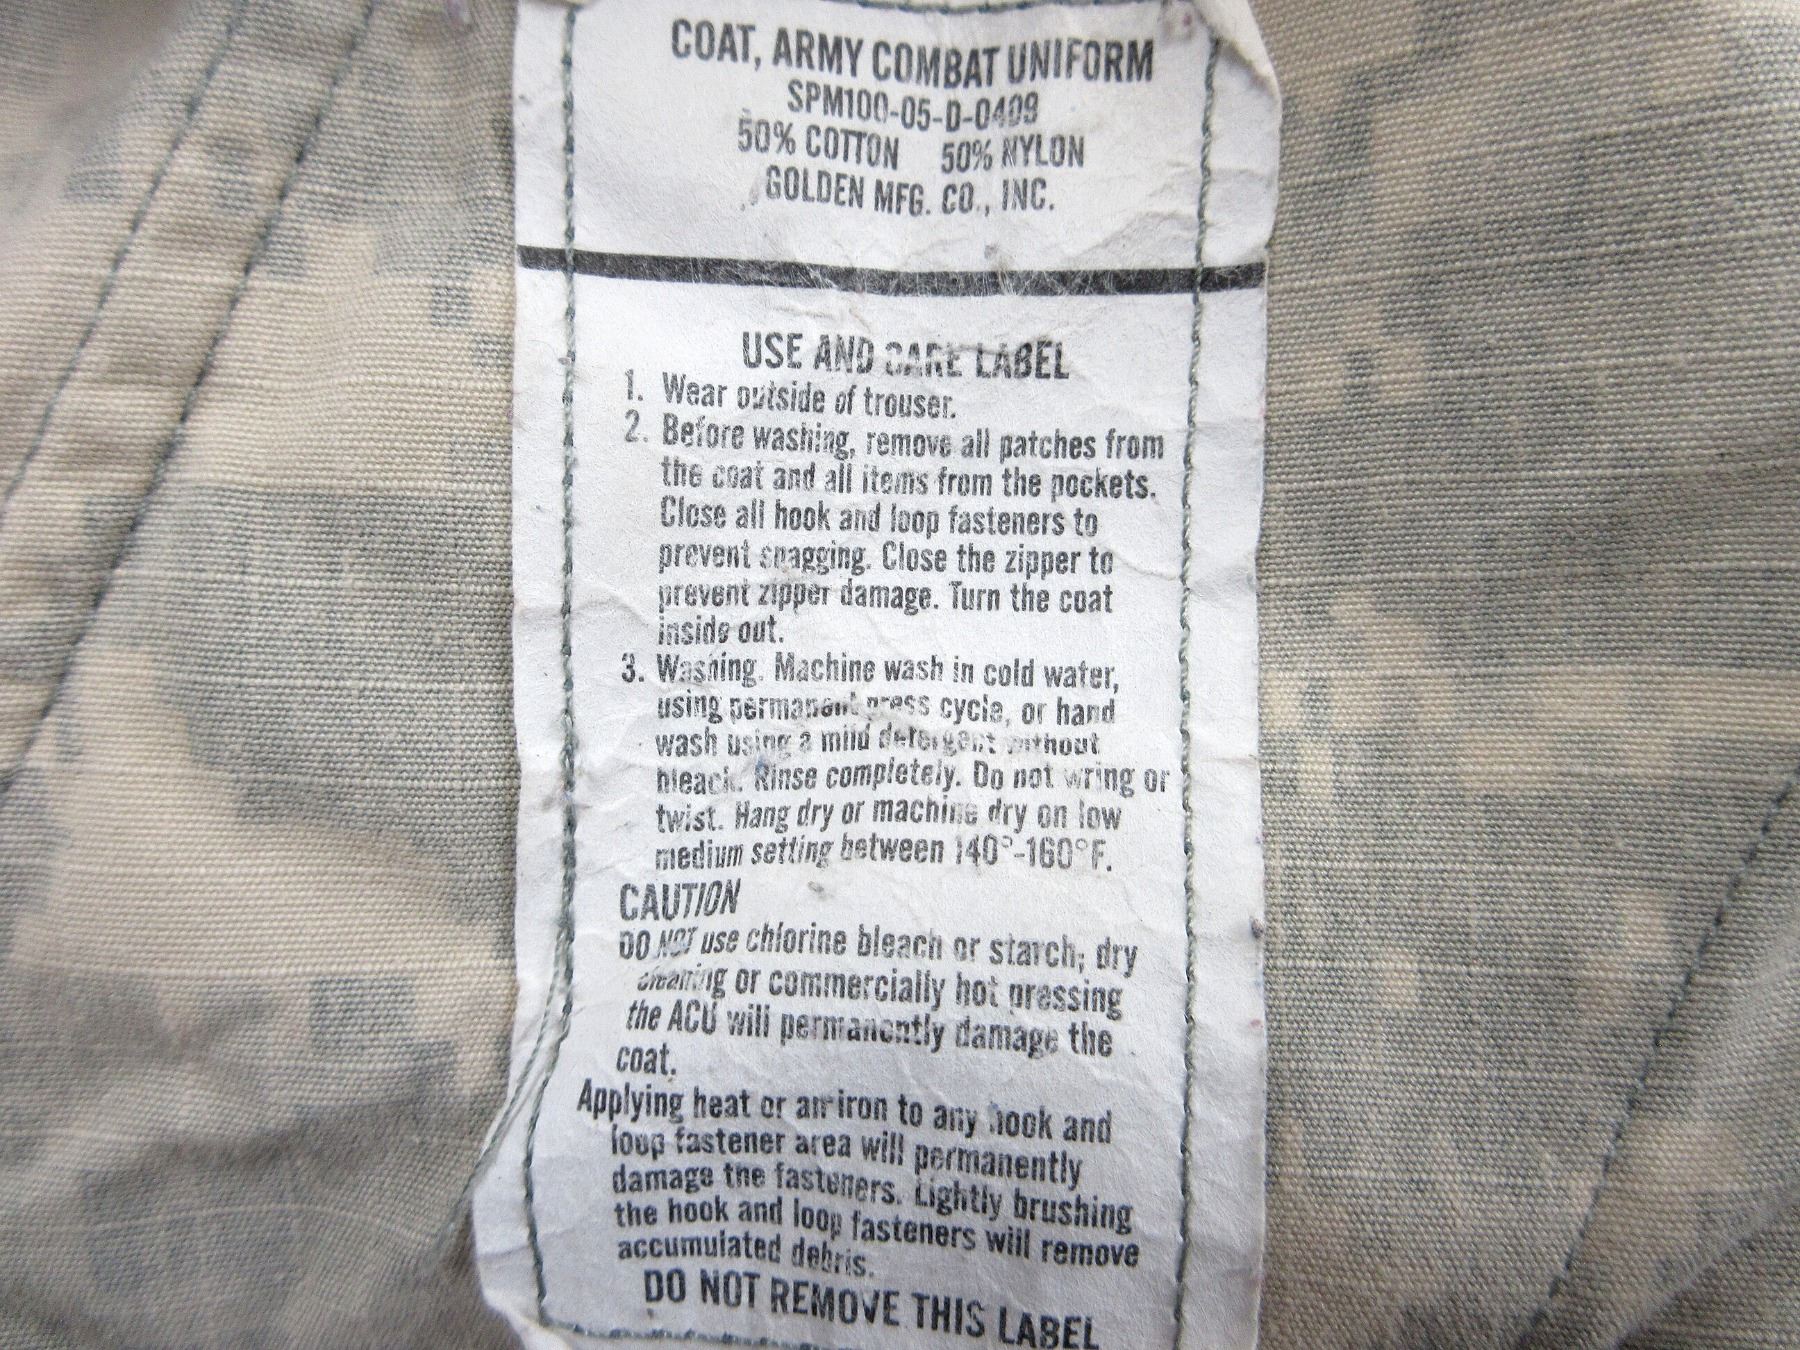 COAT, ARMY COMBAT UNIFORM
SPM100-05-D-0409
50% COTTON 50% NYLON
GOLDEN MFG. CO., INC.
USE AND CARE LABEL
1. Wear outside of trouser.
2. Before washing, remove all patches from
the coat and all items from the pockets.
Close all hook and loop fasteners to
prevent snagging. Close the zipper to
prevent zipper damage. Turn the coat
inside out.
3. Washing. Machine wash in cold water,
using permanent press cycle, or hand
wash using a mild detergent without
bleach. Rinse completely. Do not wring or
twist. Hang dry or machine dry on low
medium setting between 140°-160°F.
CAUTION
DO NOT use chlorine bleach or starch; dry
cleaning or commercially hot pressing
the ACU will permanently damage the
coat.
Applying heat or an iron to any hook and
loop fastener area will permanently
damage the fasteners. Lightly brushing
the hook and loop fasteners will remove
accumulated debris.
DO NOT REMOVE THIS LABEL